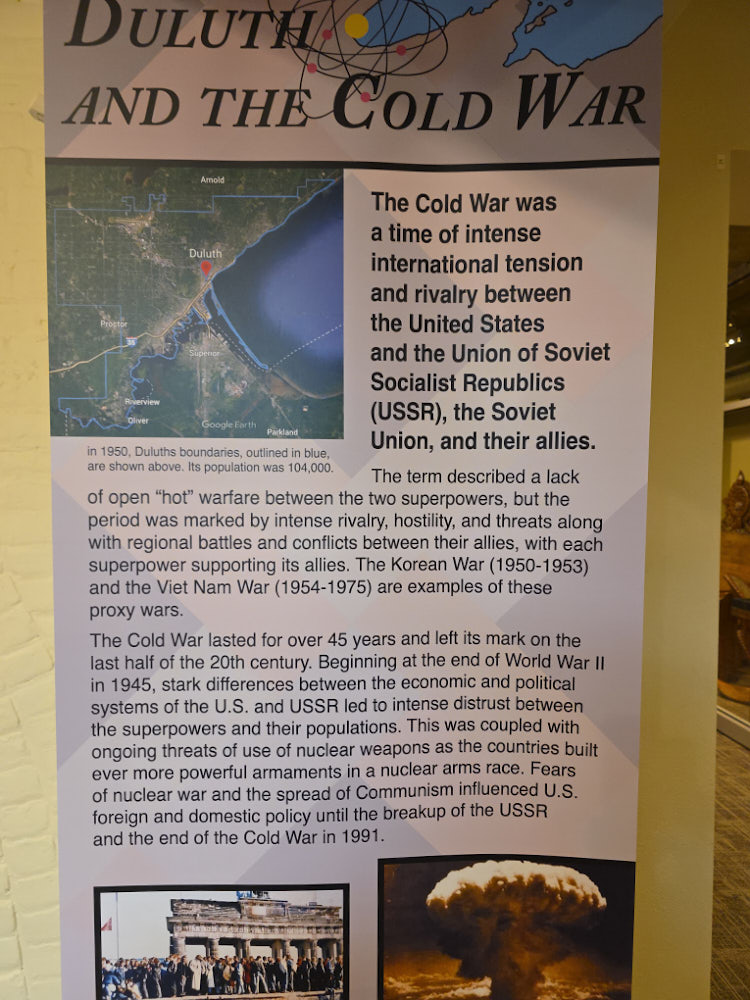 DULUTH
AND THE COLD WAR
Arnold
Duluth
Proctor
35
Superior
Riverview
Oliver
Google Earth
Parkland
in 1950, Duluths boundaries, outlined in blue,
are shown above. Its population was 104,000.
The Cold War was
a time of intense
international tension
and rivalry between
the United States
and the Union of Soviet
Socialist Republics
(USSR), the Soviet
Union, and their allies.
The term described a lack
of open “hot” warfare between the two superpowers, but the
period was marked by intense rivalry, hostility, and threats along
with regional battles and conflicts between their allies, with each
superpower supporting its allies. The Korean War (1950-1953)
and the Viet Nam War (1954-1975) are examples of these
proxy wars.
The Cold War lasted for over 45 years and left its mark on the
last half of the 20th century. Beginning at the end of World War II
in 1945, stark differences between the economic and political
systems of the U.S. and USSR led to intense distrust between
the superpowers and their populations. This was coupled with
ongoing threats of use of nuclear weapons as the countries built
ever more powerful armaments in a nuclear arms race. Fears
of nuclear war and the spread of Communism influenced U.S.
foreign and domestic policy until the breakup of the USSR
and the end of the Cold War in 1991.